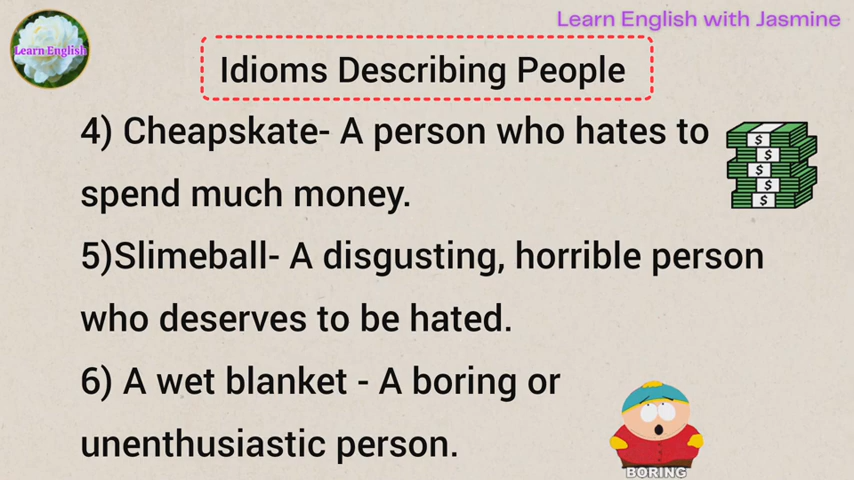 Learn English with Jasmine
Learn English
Idioms Describing People
4) Cheapskate- A person who hates to
spend much money.
$
$
$
$
$
5)Slimeball- A disgusting, horrible person
who deserves to be hated.
6) A wet blanket - A boring or
unenthusiastic person.
BORING